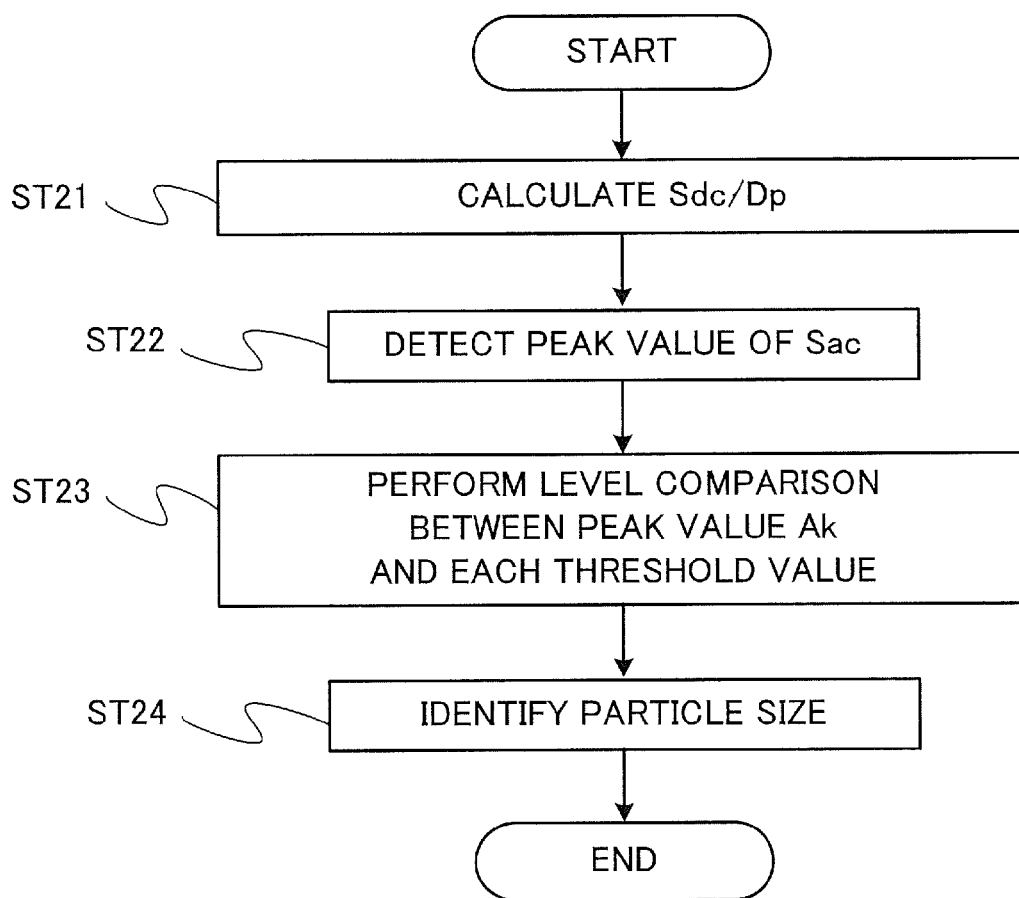 START
ST21
CALCULATE Sdc/Dp
ST22
DETECT PEAK VALUE OF Sac
ST23
PERFORM LEVEL COMPARISON
BETWEEN PEAK VALUE Ak
AND EACH THRESHOLD VALUE
ST24
IDENTIFY PARTICLE SIZE
END